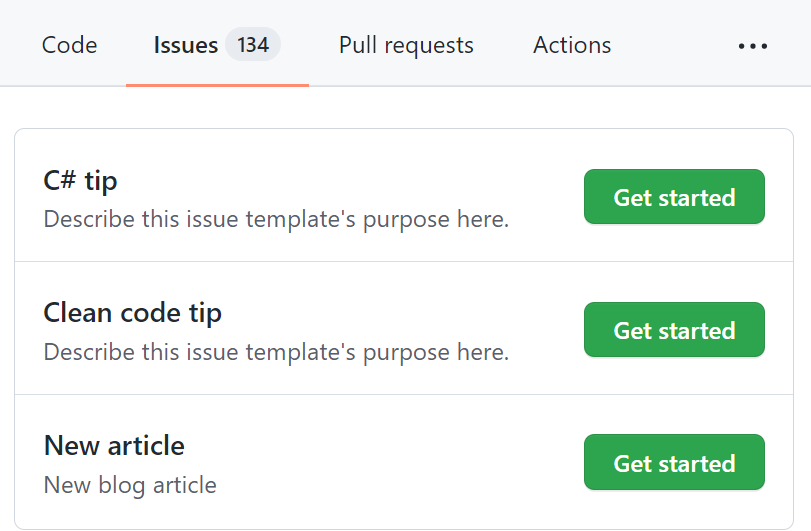 Code Issues 134 Pull requests Actions ...
C# tip
Describe this issue template's purpose here.
Get started
Clean code tip
Describe this issue template's purpose here.
Get started
New article
New blog article
Get started